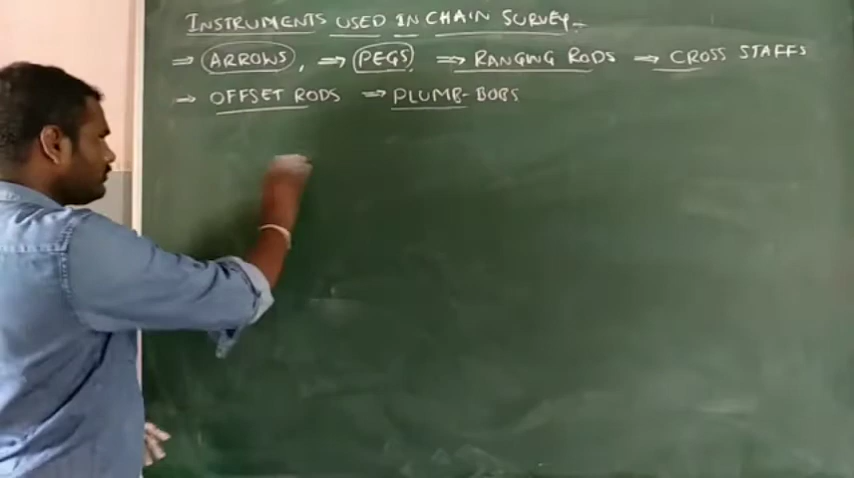 INSTRUMENTS USED IN CHAIN SURVEY.-
⇒ ARROWS, ⇒ PEGS ⇒ RANGING RODS ⇒ CROSS STAFFS
⇒ OFFSET RODS ⇒ PLUMB-BOBS